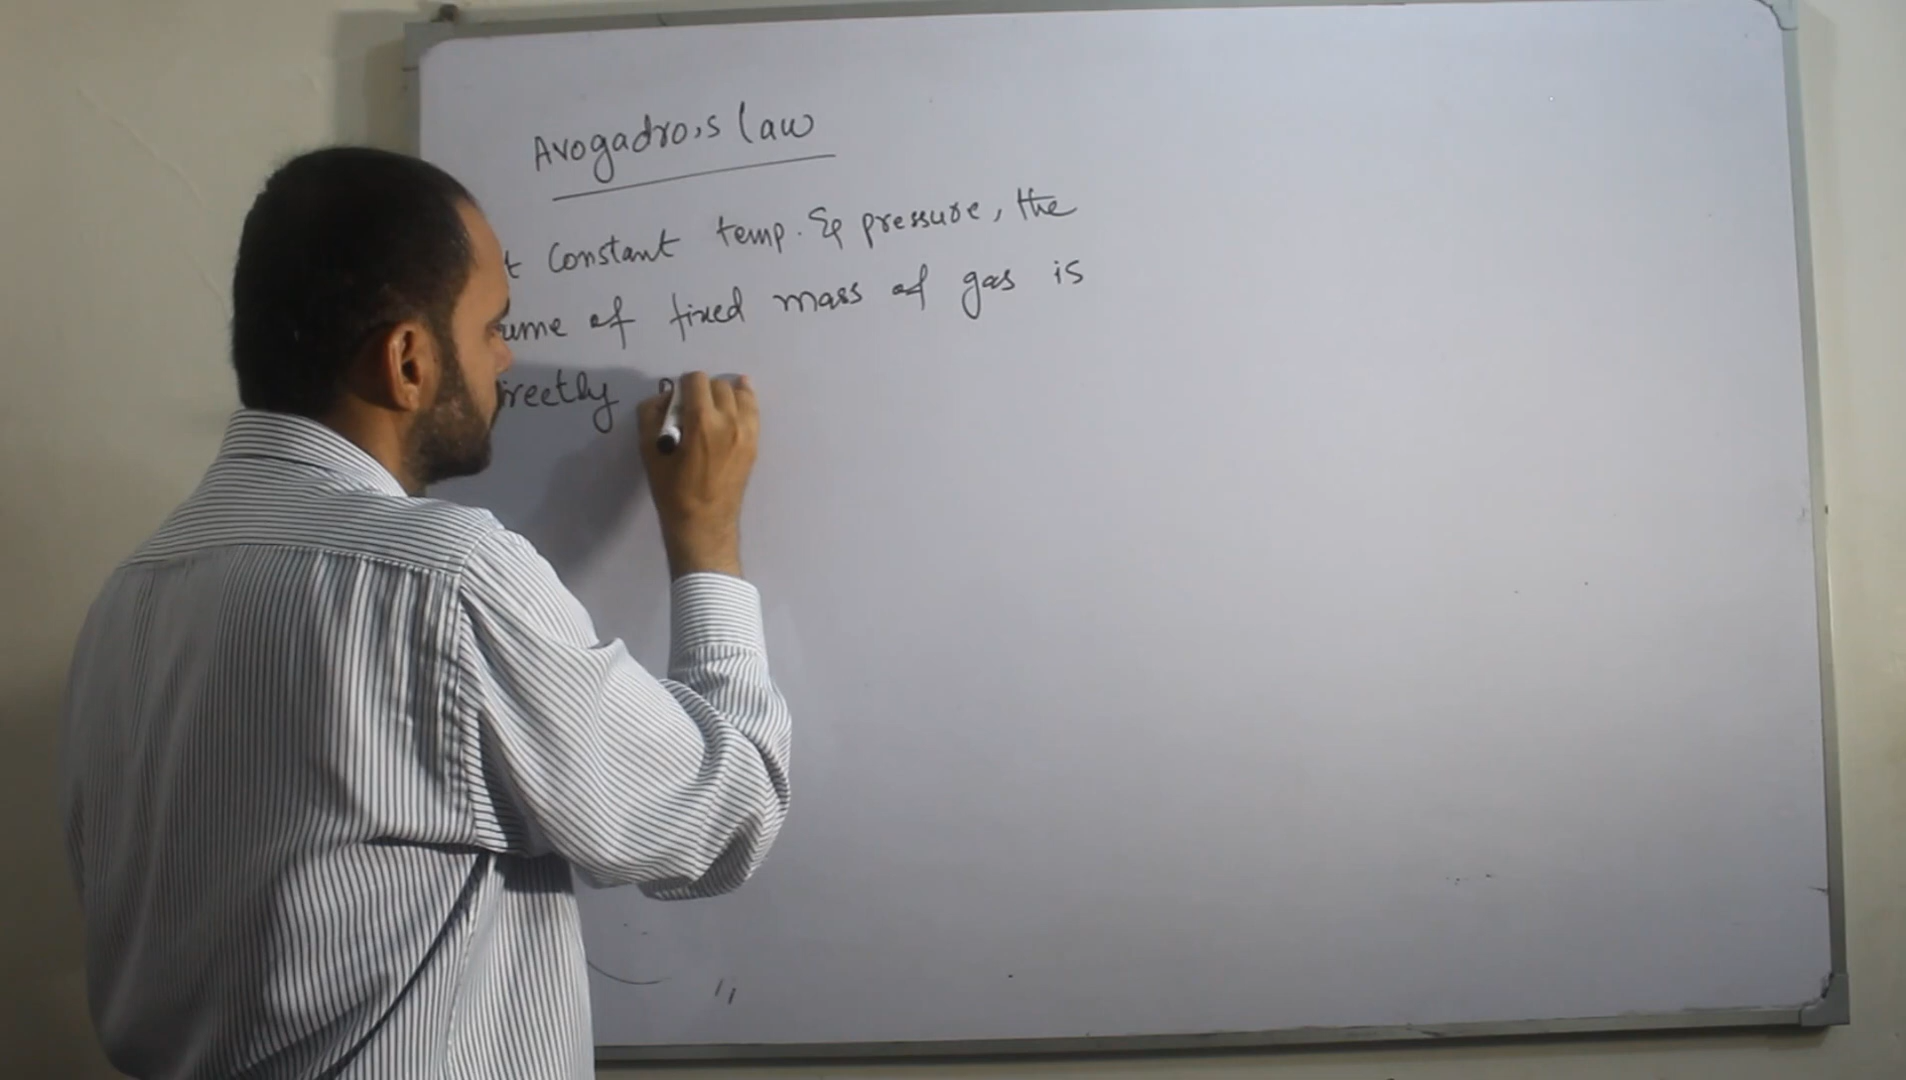 Avogadro,s law
t Constant temp. & pressure, the
ume of fixed mass of gas is
irectly